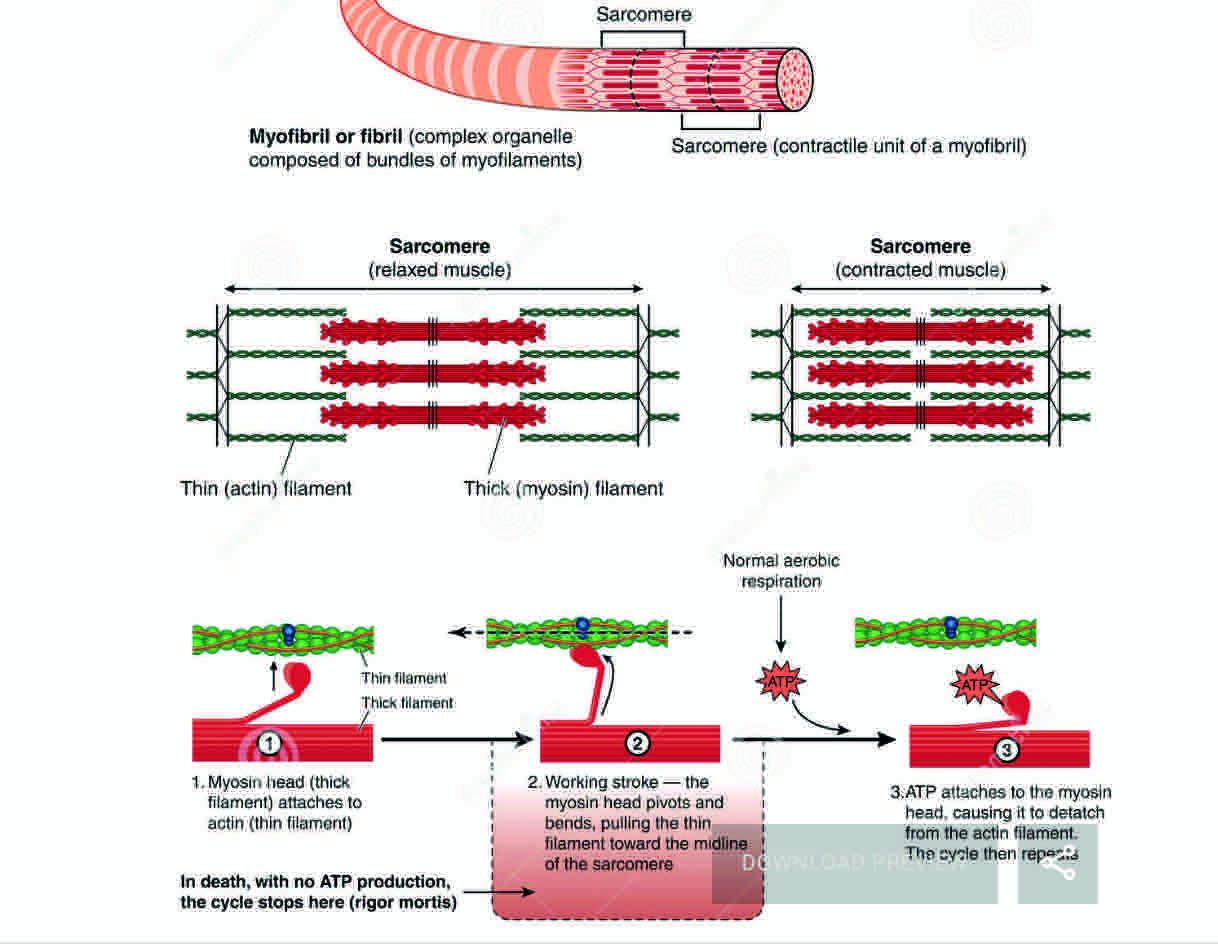 Sarcomere
Myofibril or fibril (complex organelle
composed of bundles of myofilaments)
Sarcomere (contractile unit of a myofibril)
Sarcomere
(relaxed muscle)
Sarcomere
(contracted muscle)
Thin (actin) filament
Thick (myosin) filament
Normal aerobic
respiration
Thin filament
Thick filament
ATP
ATP
1
2
3
1. Myosin head (thick
filament) attaches to
actin (thin filament)
2. Working stroke — the
myosin head pivots and
bends, pulling the thin
filament toward the midline
of the sarcomere
3.ATP attaches to the myosin
head, causing it to detatch
from the actin filament.
The cycle then repeats
DOWNLOAD PREVIEW
In death, with no ATP production,
the cycle stops here (rigor mortis)